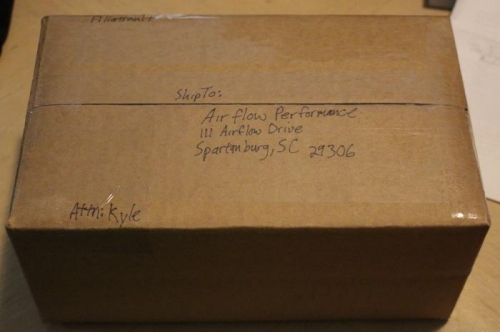 Ship To:
Airflow Performance
111 Airflow Drive
Spartanburg, SC 29306
Attn: Kyle